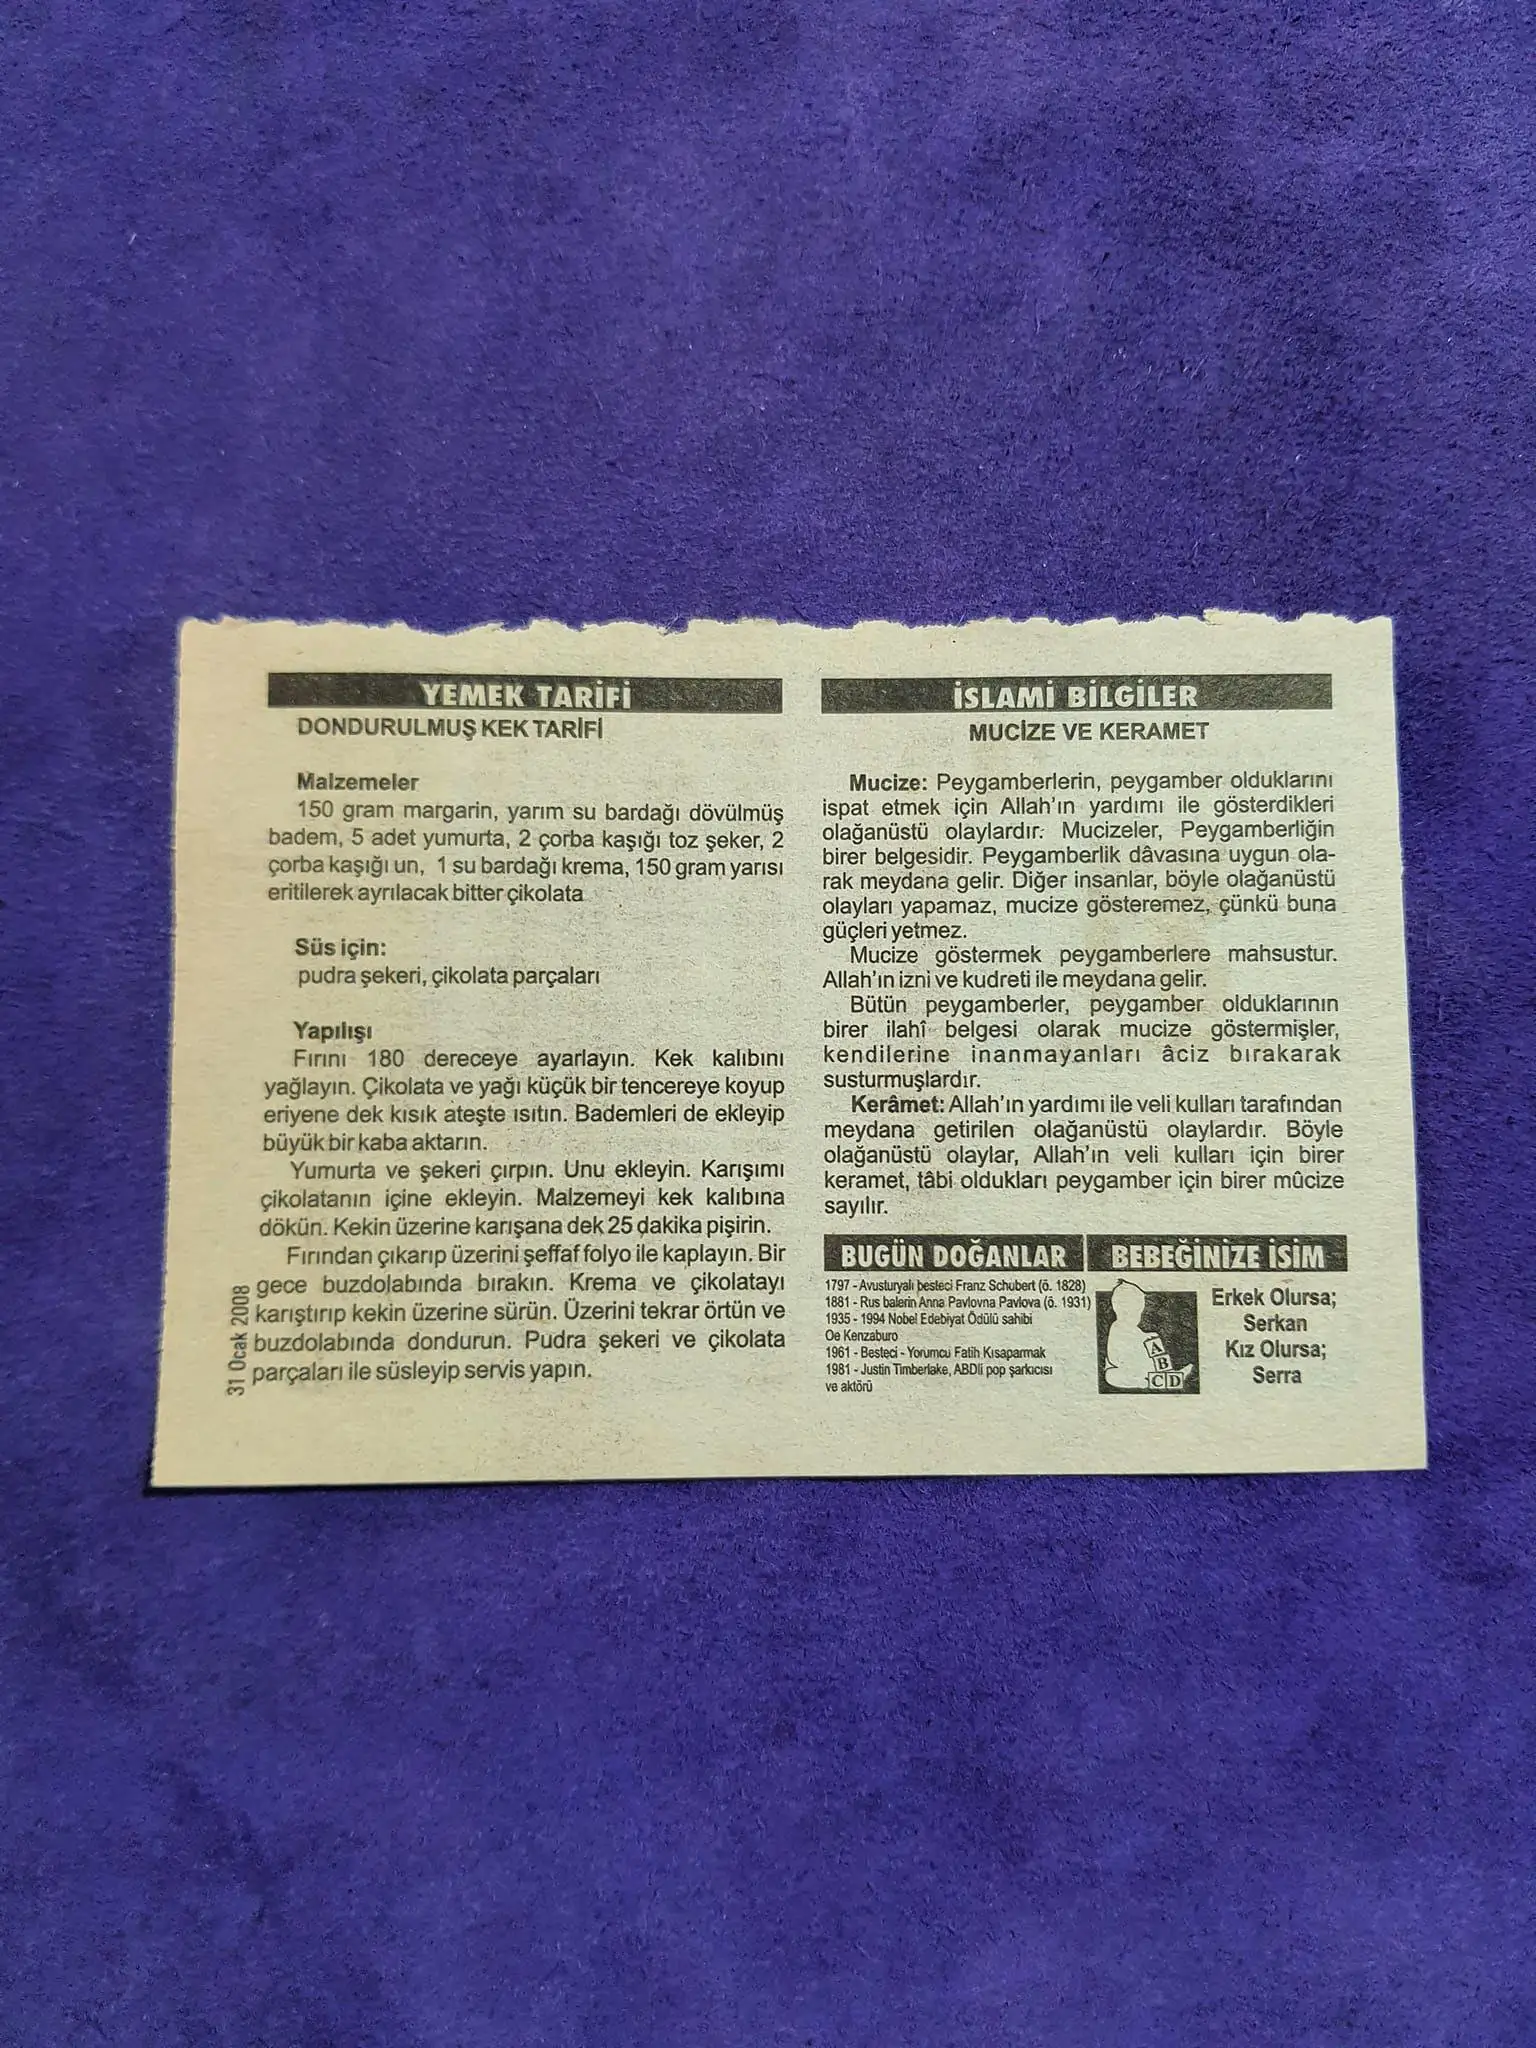 YEMEK TARİFİ
DONDURULMUŞ KEK TARİFİ
Malzemeler
150 gram margarin, yarım su bardağı dövülmüş
badem, 5 adet yumurta, 2 çorba kaşığı toz şeker, 2
çorba kaşığı un, 1 su bardağı krema, 150 gram yarısı
eritilerek ayrılacak bitter çikolata
Süs için:
pudra şekeri, çikolata parçaları
Yapılışı
Fırını 180 dereceye ayarlayın. Kek kalıbını
yağlayın. Çikolata ve yağı küçük bir tencereye koyup
eriyene dek kısık ateşte ısıtın. Bademleri de ekleyip
büyük bir kaba aktarın.
Yumurta ve şekeri çırpın. Unu ekleyin. Karışımı
çikolatanın içine ekleyin. Malzemeyi kek kalıbına
dökün. Kekin üzerine karışana dek 25 dakika pişirin.
Fırından çıkarıp üzerini şeffaf folyo ile kaplayın. Bir
gece buzdolabında bırakın. Krema ve çikolatayı
karıştırıp kekin üzerine sürün. Üzerini tekrar örtün ve
buzdolabında dondurun. Pudra şekeri ve çikolata
parçaları ile süsleyip servis yapın.
31 Ocak 2008
İSLAMİ BİLGİLER
MUCİZE VE KERAMET
Mucize: Peygamberlerin, peygamber olduklarını
ispat etmek için Allah'ın yardımı ile gösterdikleri
olağanüstü olaylardır. Mucizeler, Peygamberliğin
birer belgesidir. Peygamberlik dâvasına uygun ola-
rak meydana gelir. Diğer insanlar, böyle olağanüstü
olayları yapamaz, mucize gösteremez, çünkü buna
güçleri yetmez.
Mucize göstermek peygamberlere mahsustur.
Allah'ın izni ve kudreti ile meydana gelir.
Bütün peygamberler, peygamber olduklarının
birer ilahî belgesi olarak mucize göstermişler,
kendilerine inanmayanları âciz bırakarak
susturmuşlardır.
Kerâmet: Allah'ın yardımı ile veli kulları tarafından
meydana getirilen olağanüstü olaylardır. Böyle
olağanüstü olaylar, Allah'ın veli kulları için birer
keramet, tâbi oldukları peygamber için birer mûcize
sayılır.
BUGÜN DOĞANLAR
1797 - Avusturyalı besteci Franz Schubert (ö. 1828)
1881 - Rus balerin Anna Pavlovna Pavlova (ö. 1931)
1935 - 1994 Nobel Edebiyat Ödülü sahibi
Oe Kenzaburo
1961 - Besteci - Yorumcu Fatih Kısaparmak
1981 - Justin Timberlake, ABDli pop şarkıcısı
ve aktörü
BEBEĞİNİZE İSİM
A
B
C D
Erkek Olursa;
Serkan
Kız Olursa;
Serra